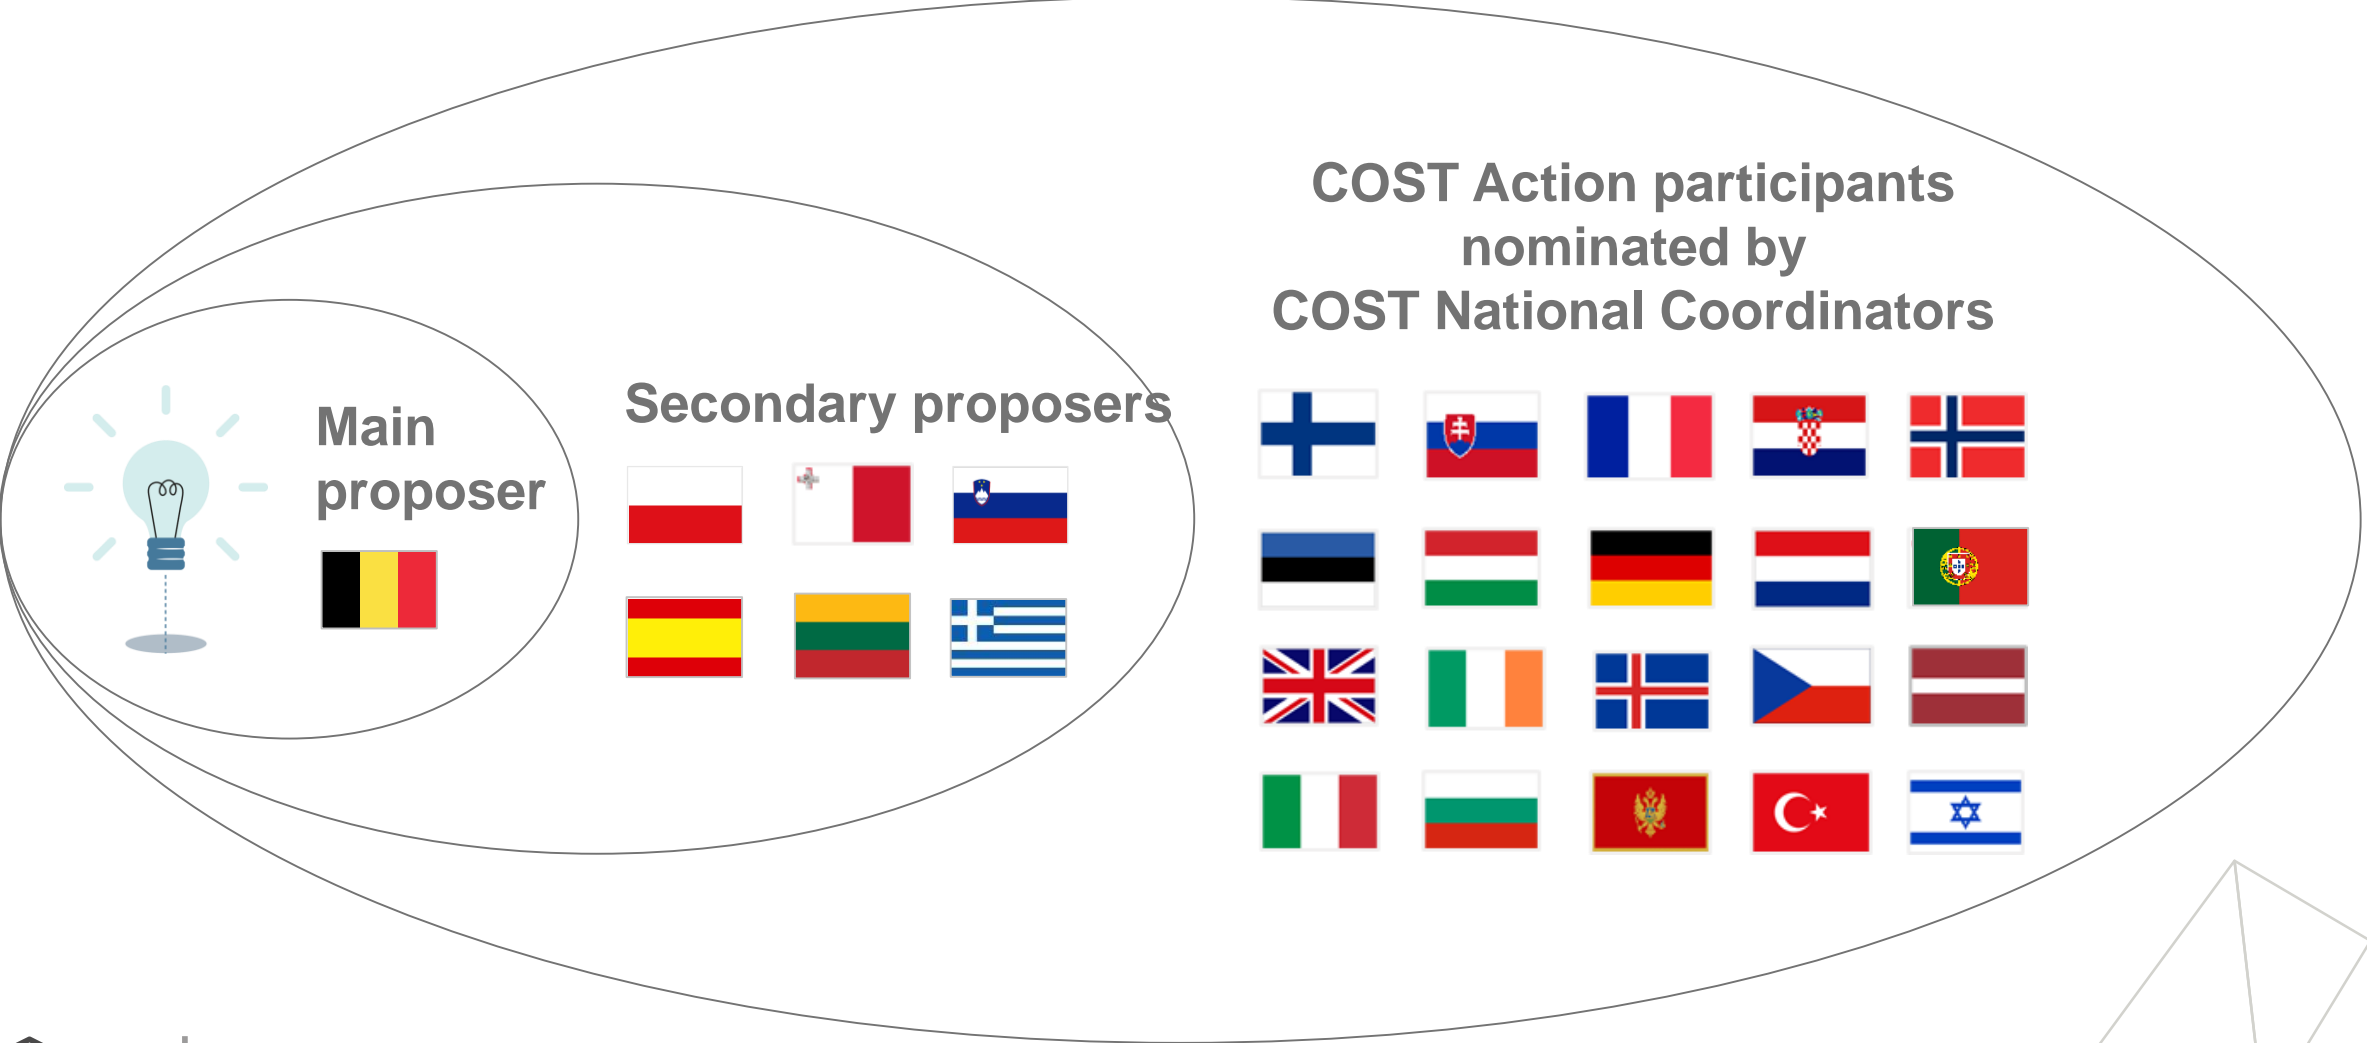 COST Action participants
nominated by
COST National Coordinators
Secondary proposers
Main
proposer